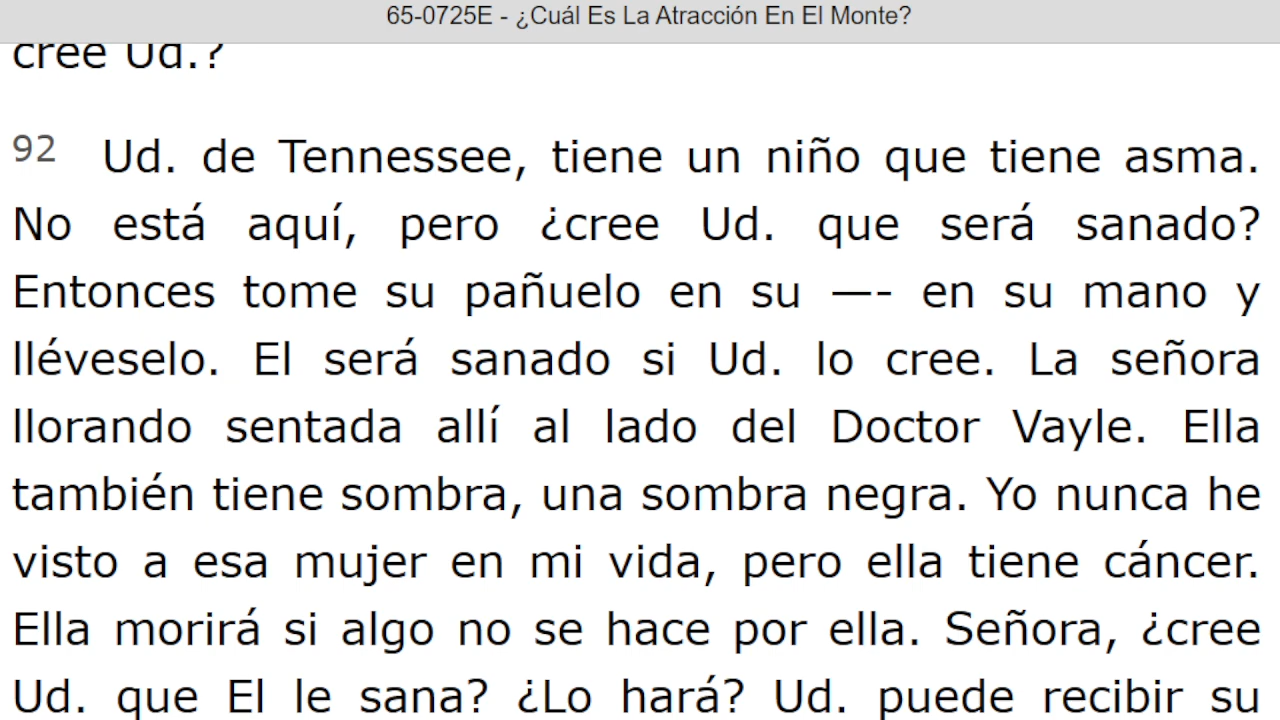 65-0725E - ¿Cuál Es La Atracción En El Monte?
cree Ud.?
92 Ud. de Tennessee, tiene un niño que tiene asma.
No está aquí, pero ¿cree Ud. que será sanado?
Entonces tome su pañuelo en su —- en su mano y
lléveselo. El será sanado si Ud. lo cree. La señora
llorando sentada allí al lado del Doctor Vayle. Ella
también tiene sombra, una sombra negra. Yo nunca he
visto a esa mujer en mi vida, pero ella tiene cáncer.
Ella morirá si algo no se hace por ella. Señora, ¿cree
Ud. que El le sana? ¿Lo hará? Ud. puede recibir su